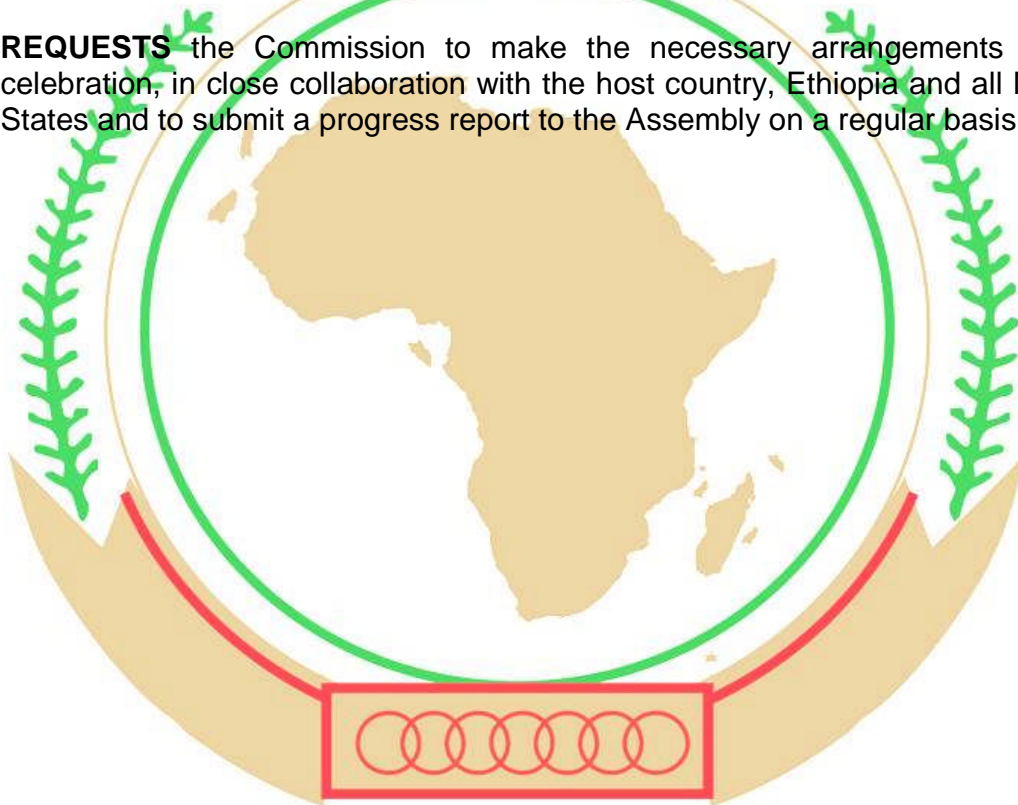 REQUESTS the Commission to make the necessary arrangements
celebration, in close collaboration with the host country, Ethiopia and all
States and to submit a progress report to the Assembly on a regular basis